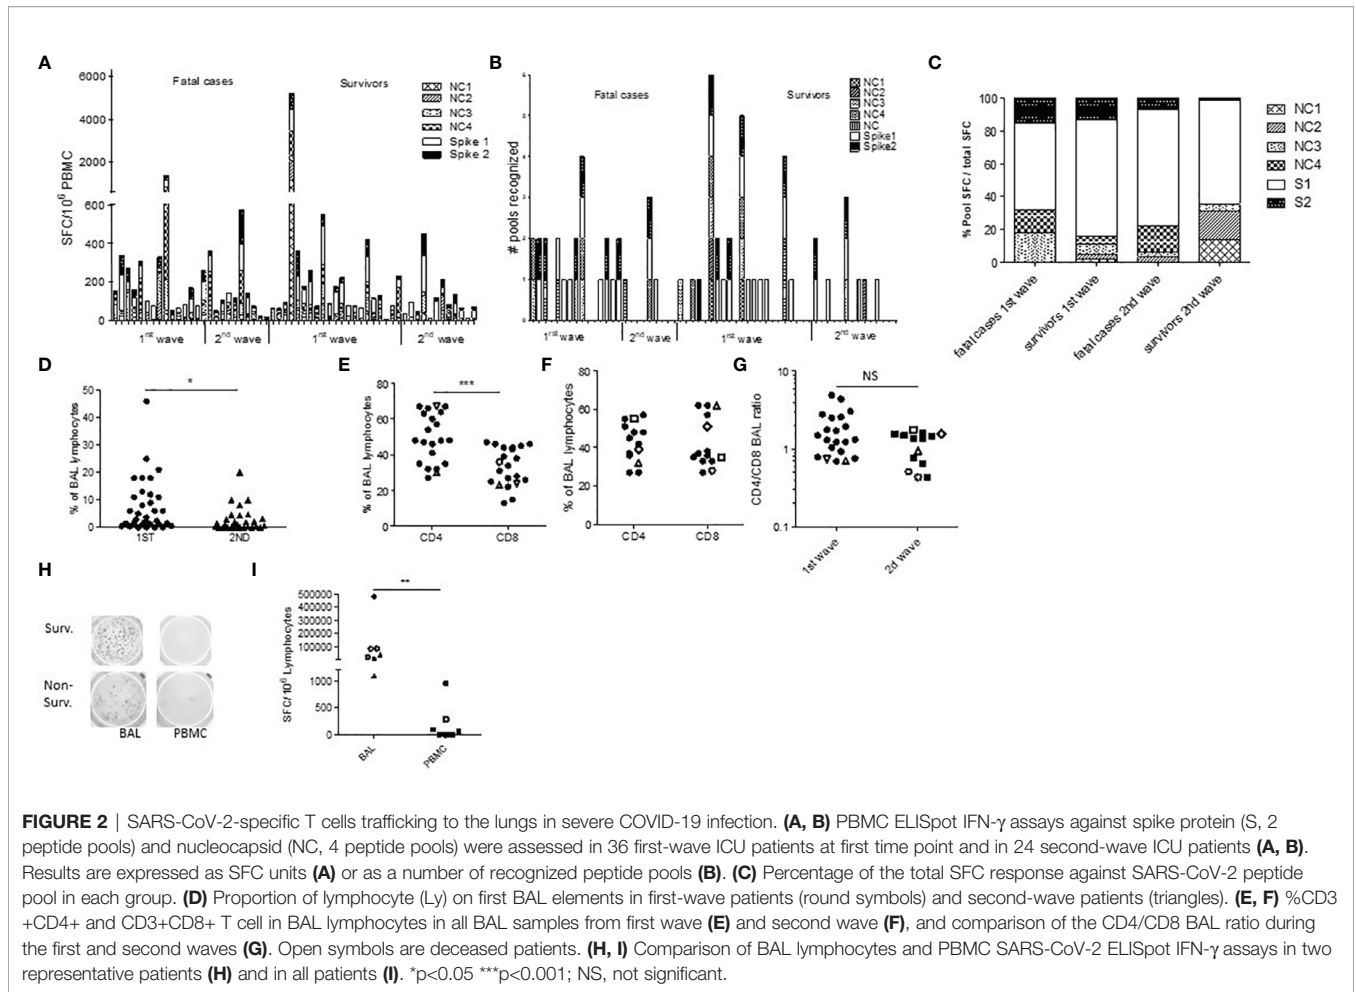 A
B
C
6000
4000
2000
600
400
200
0
SFC/10⁶ PBMC
Fatal cases
Survivors
NC1
NC2
NC3
NC4
Spike 1
Spike 2
1ʳˢᵗ wave
2ⁿᵈ wave
1ʳˢᵗ wave
2ⁿᵈ wave
# pools recognized
Fatal cases
Survivors
NC1
NC2
NC3
NC4
NC
Spike1
Spike2
1ʳˢᵗ wave
2ⁿᵈ wave
1ʳˢᵗ wave
2ⁿᵈ wave
% Pool SFC / total SFC
100
80
60
40
20
0
NC1
NC2
NC3
NC4
S1
S2
fatal cases 1st wave
survivors 1st wave
fatal cases 2nd wave
survivors 2nd wave
D
E
F
G
% of BAL lymphocytes
50
40
30
20
10
0
*
1ST
2ND
% of BAL lymphocytes
80
60
40
20
0
***
CD4
CD8
% of BAL lymphocytes
80
60
40
20
0
CD4
CD8
CD4/CD8 BAL ratio
10
1
0.1
NS
1st wave
2d wave
H
I
Surv.
Non-
Surv.
BAL
PBMC
SFC/10⁶ Lymphocytes
500000
400000
300000
200000
100000
1000
500
0
**
BAL
PBMC
FIGURE 2 | SARS-CoV-2-specific T cells trafficking to the lungs in severe COVID-19 infection. (A, B) PBMC ELISpot IFN-γ assays against spike protein (S, 2
peptide pools) and nucleocapsid (NC, 4 peptide pools) were assessed in 36 first-wave ICU patients at first time point and in 24 second-wave ICU patients (A, B).
Results are expressed as SFC units (A) or as a number of recognized peptide pools (B). (C) Percentage of the total SFC response against SARS-CoV-2 peptide
pool in each group. (D) Proportion of lymphocyte (Ly) on first BAL elements in first-wave patients (round symbols) and second-wave patients (triangles). (E, F) %CD3
+CD4+ and CD3+CD8+ T cell in BAL lymphocytes in all BAL samples from first wave (E) and second wave (F), and comparison of the CD4/CD8 BAL ratio during
the first and second waves (G). Open symbols are deceased patients. (H, I) Comparison of BAL lymphocytes and PBMC SARS-CoV-2 ELISpot IFN-γ assays in two
representative patients (H) and in all patients (I). *p<0.05 ***p<0.001; NS, not significant.